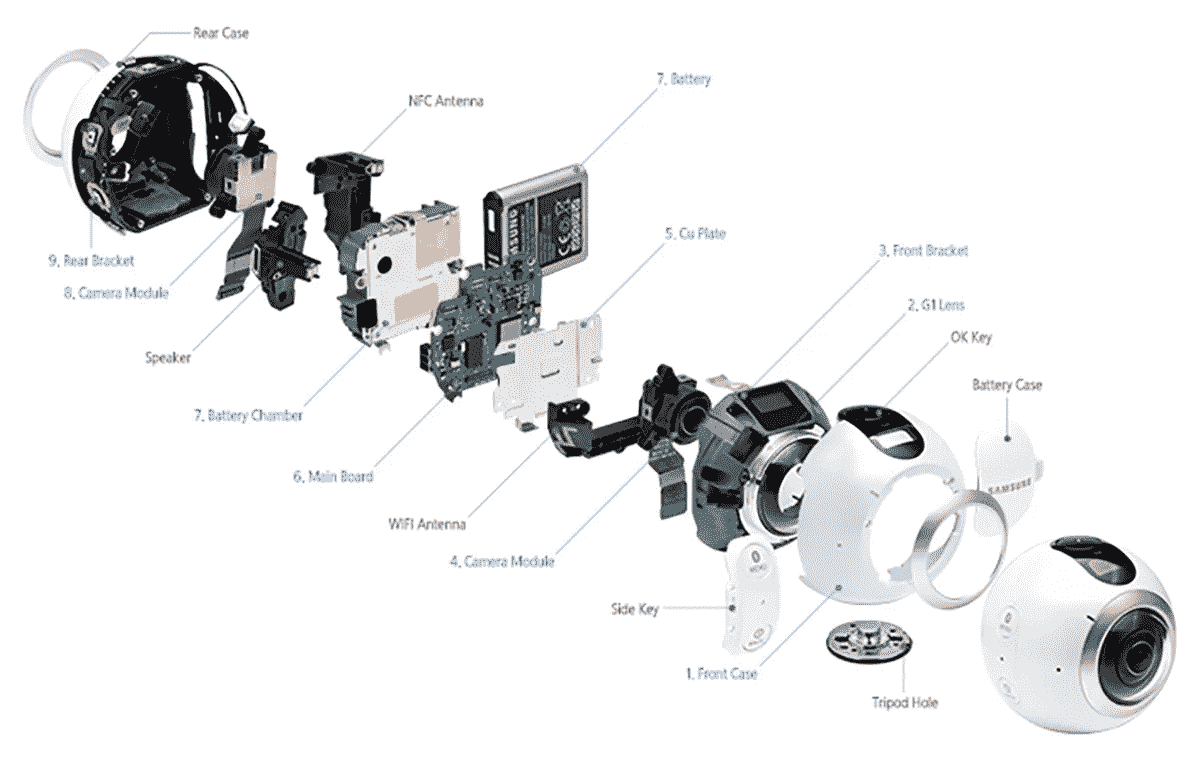 Rear Case
7. Battery
NFC Antenna
5. Cu Plate
3. Front Bracket
9. Rear Bracket
8. Camera Module
2. G1 Lens
OK Key
Speaker
Battery Case
7. Battery Chamber
6. Main Board
SAMSUNG
WIFI Antenna
4. Camera Module
Side Key
MENU
1. Front Case
Tripod Hole